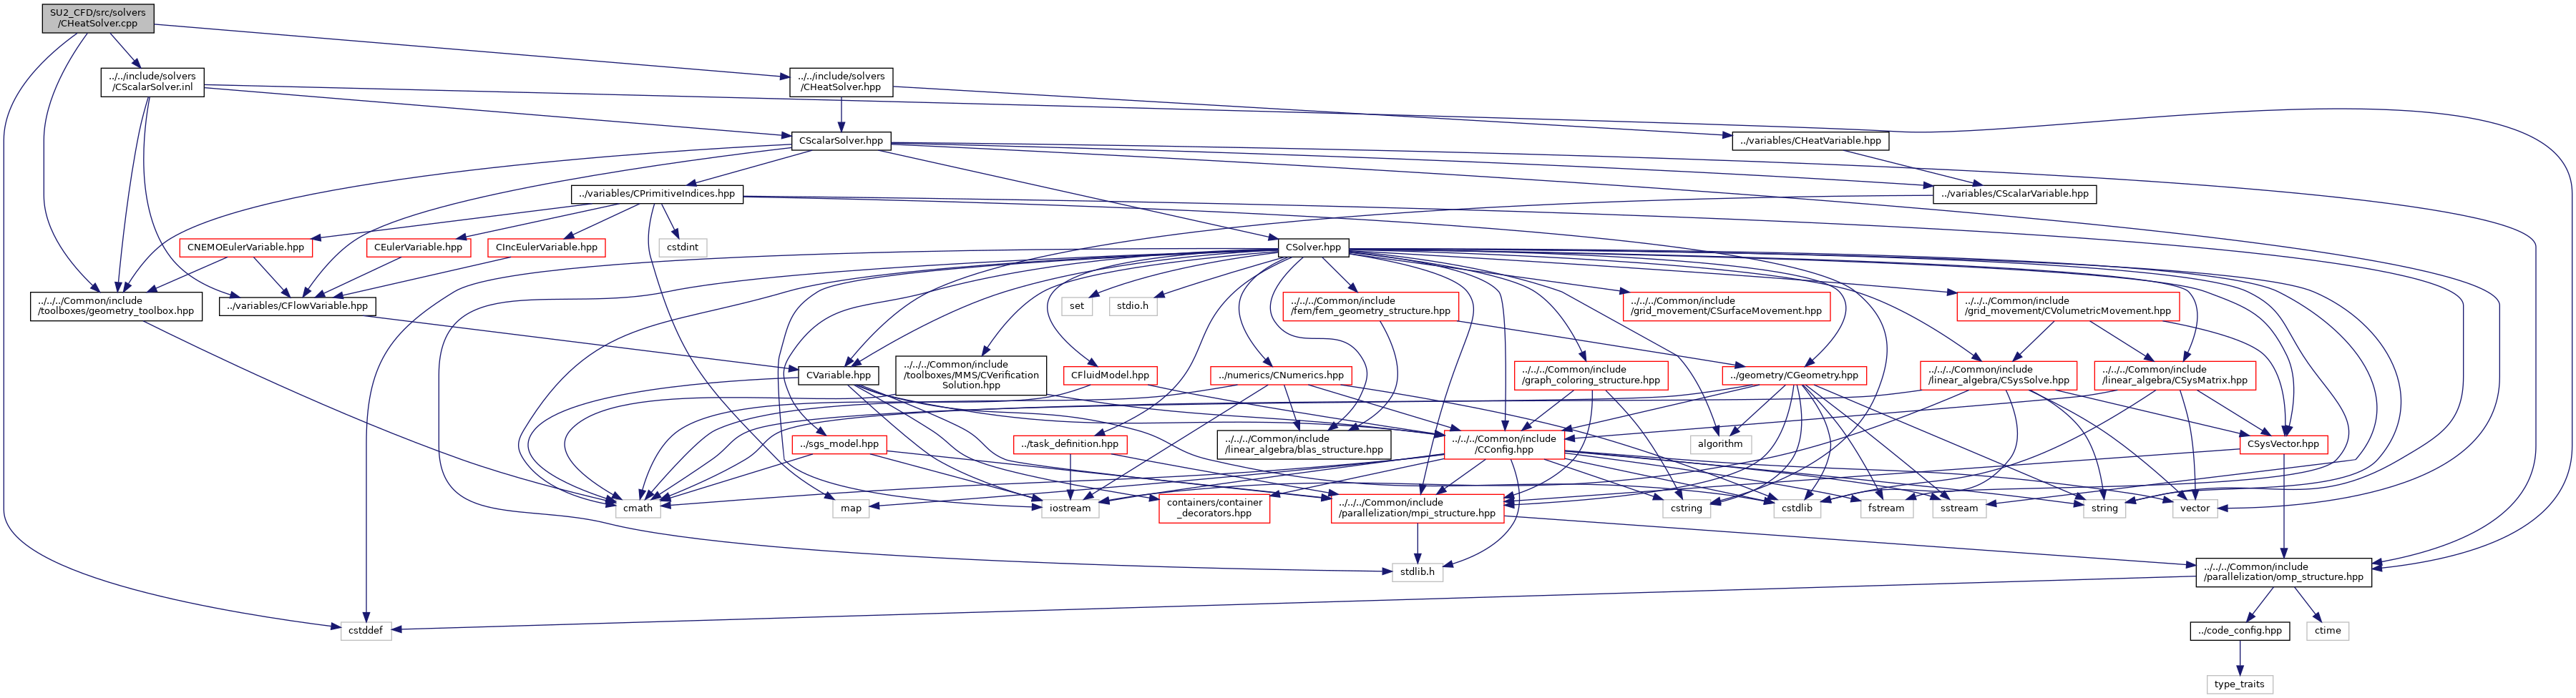 SU2_CFD/src/solvers
/CHeatSolver.cpp
../../include/solvers
/CScalarSolver.inl
../../include/solvers
/CHeatSolver.hpp
CScalarSolver.hpp
../variables/CHeatVariable.hpp
../variables/CPrimitiveIndices.hpp
../variables/CScalarVariable.hpp
CNEMOEulerVariable.hpp
CEulerVariable.hpp
CIncEulerVariable.hpp
cstdint
CSolver.hpp
../../../Common/include
/toolboxes/geometry_toolbox.hpp
../variables/CFlowVariable.hpp
set
stdio.h
../../../Common/include
/fem/fem_geometry_structure.hpp
../../../Common/include
/grid_movement/CSurfaceMovement.hpp
../../../Common/include
/grid_movement/CVolumetricMovement.hpp
CVariable.hpp
../../../Common/include
/toolboxes/MMS/CVerification
Solution.hpp
CFluidModel.hpp
../numerics/CNumerics.hpp
../../../Common/include
/graph_coloring_structure.hpp
../geometry/CGeometry.hpp
../../../Common/include
/linear_algebra/CSysSolve.hpp
../../../Common/include
/linear_algebra/CSysMatrix.hpp
../sgs_model.hpp
../task_definition.hpp
../../../Common/include
/linear_algebra/blas_structure.hpp
../../../Common/include
/CConfig.hpp
algorithm
CSysVector.hpp
cmath
map
iostream
containers/container
_decorators.hpp
../../../Common/include
/parallelization/mpi_structure.hpp
cstring
cstdlib
fstream
sstream
string
vector
stdlib.h
../../../Common/include
/parallelization/omp_structure.hpp
cstddef
../code_config.hpp
ctime
type_traits